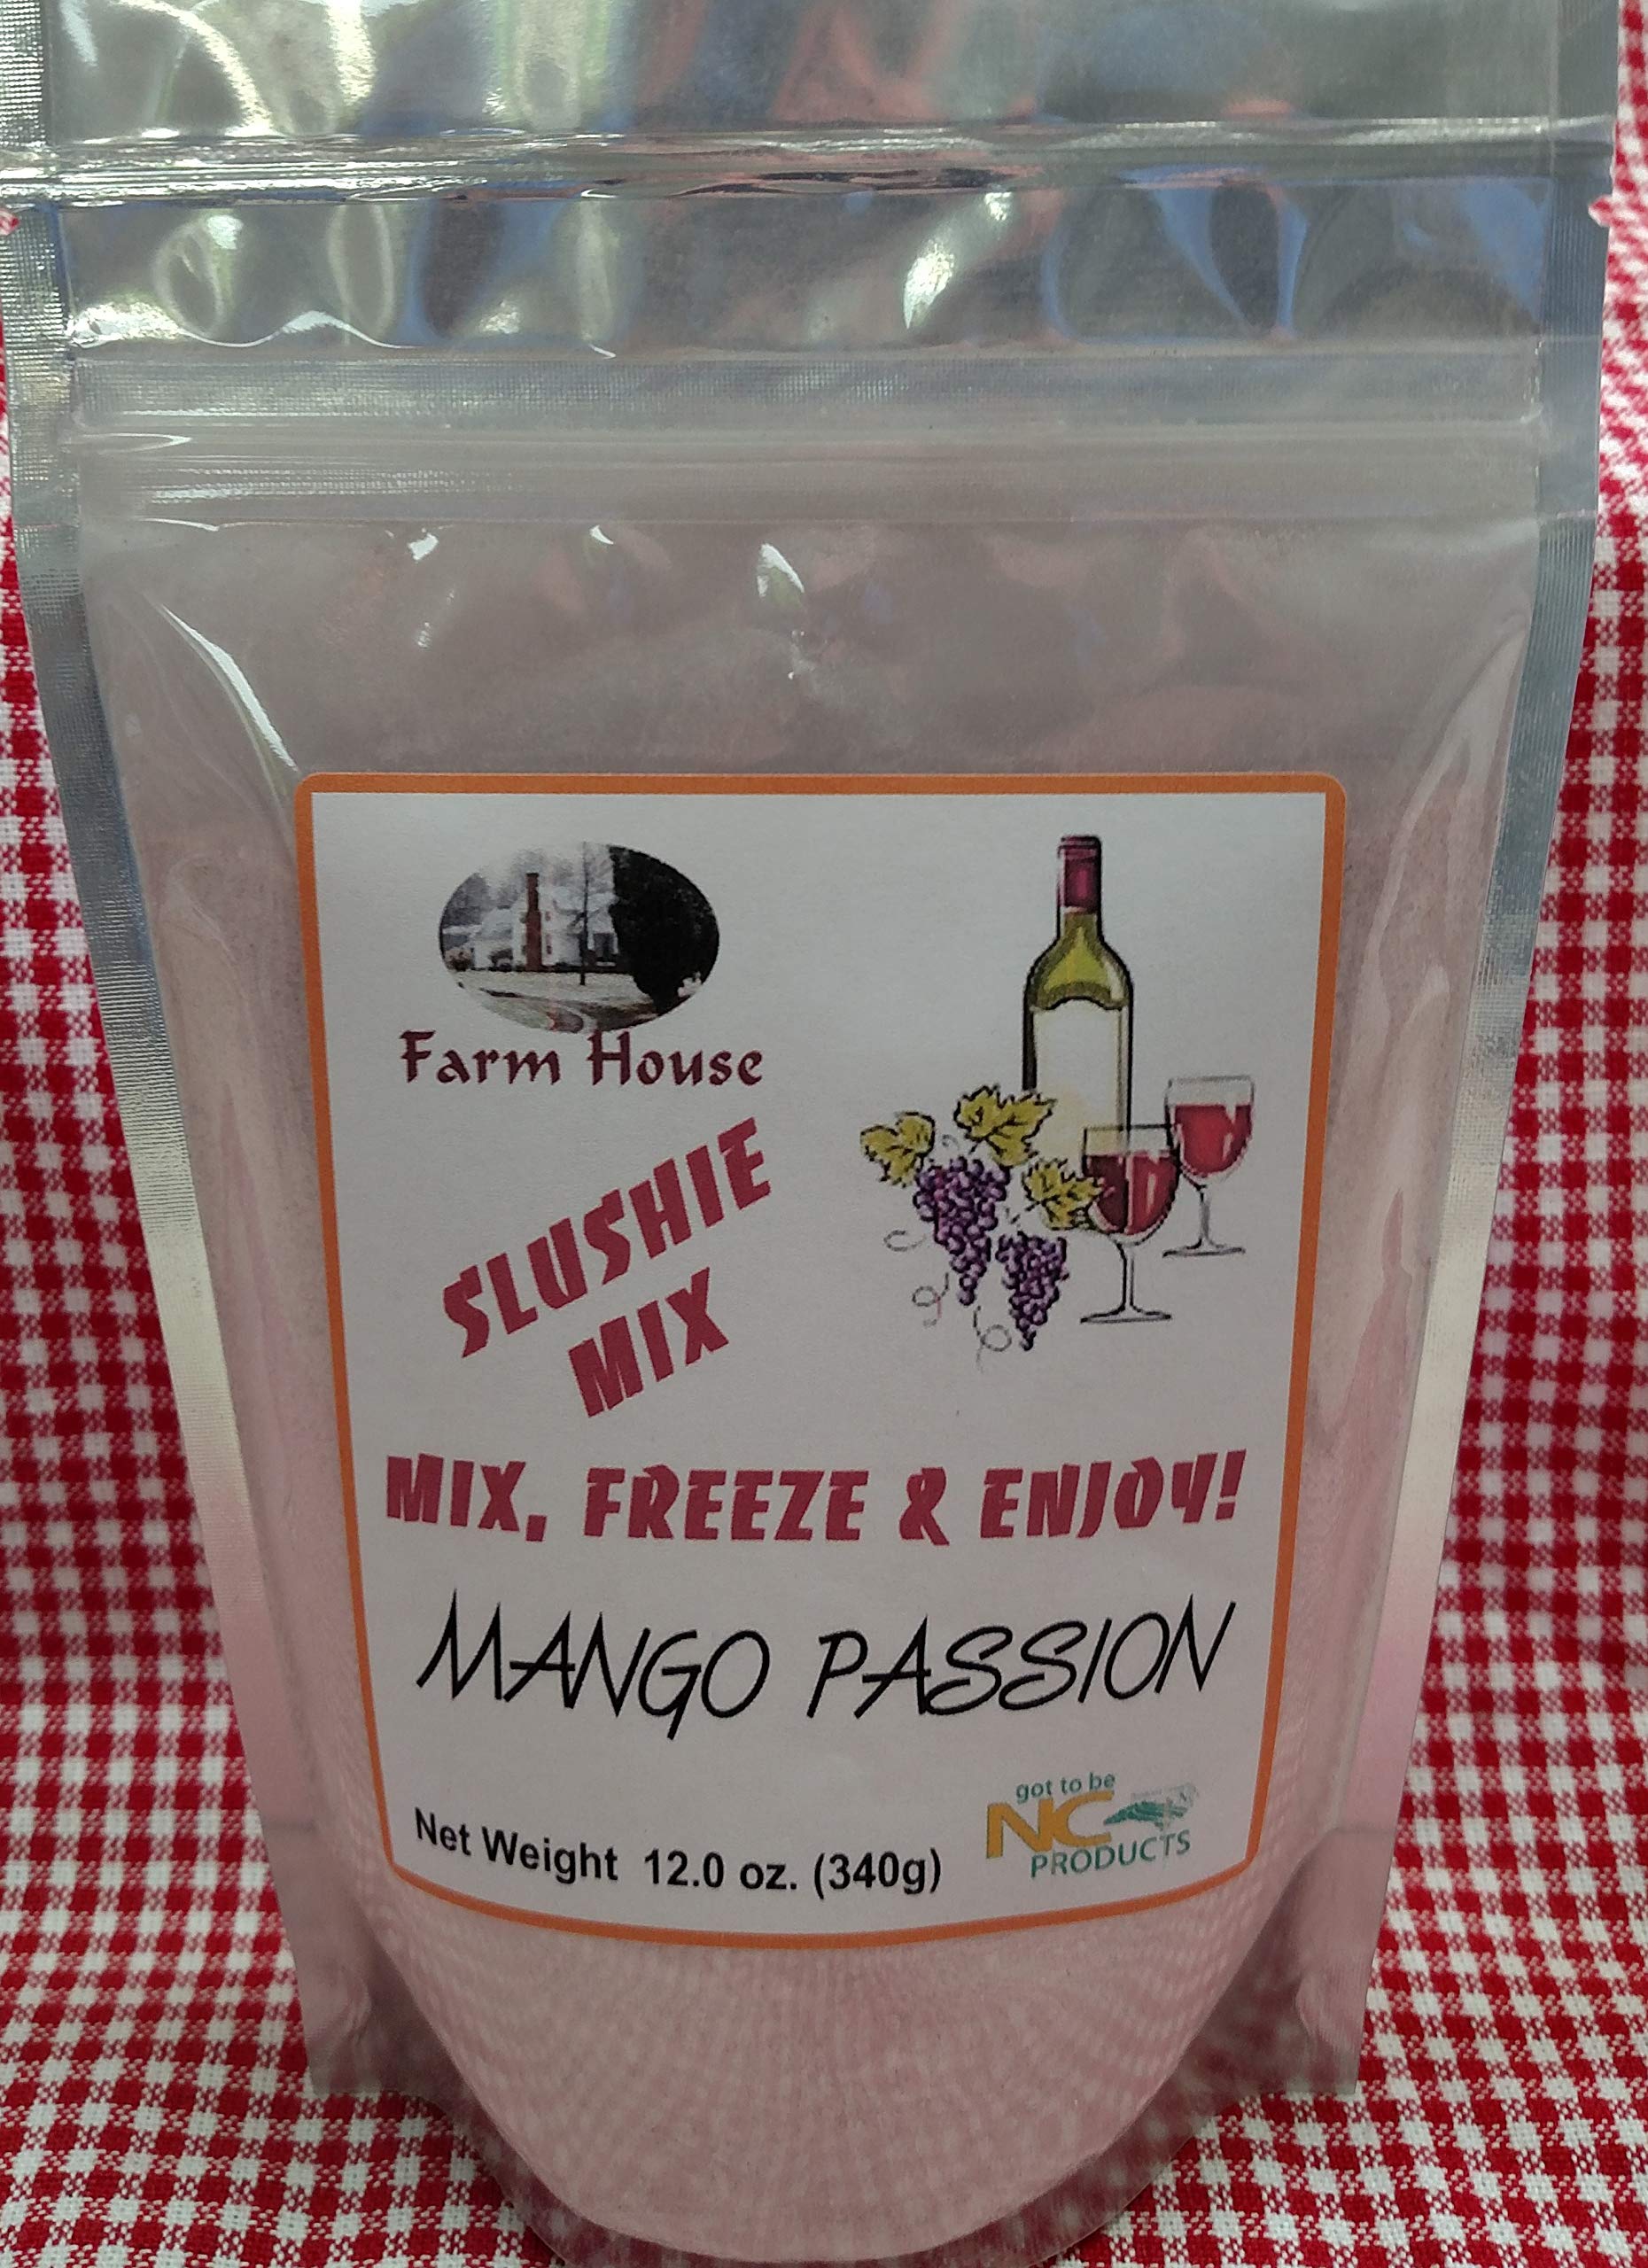 Farm House
SLUSHIE
MIX
MIX, FREEZE & ENJOY!
MANGO PASSION
Net Weight 12.0 oz. (340g)
got to be
NC
PRODUCTS